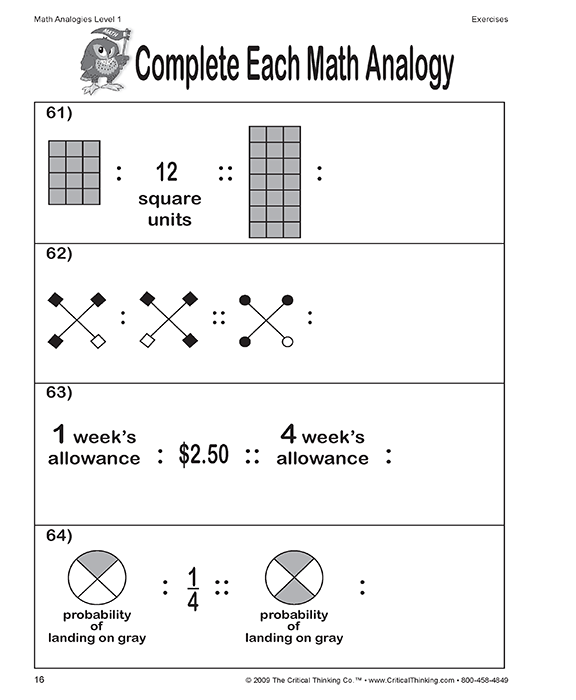 Math Analogies Level 1 Exercises
MATH
Complete Each Math Analogy
61)
: 12 :: :
square
units
62)
: :: :
63)
1 week's 4 week's
allowance : $2.50 :: allowance :
64)
: 1/4 :: :
probability probability
of of
landing on gray landing on gray
16 © 2009 The Critical Thinking Co.™ • www.CriticalThinking.com • 800-458-4849